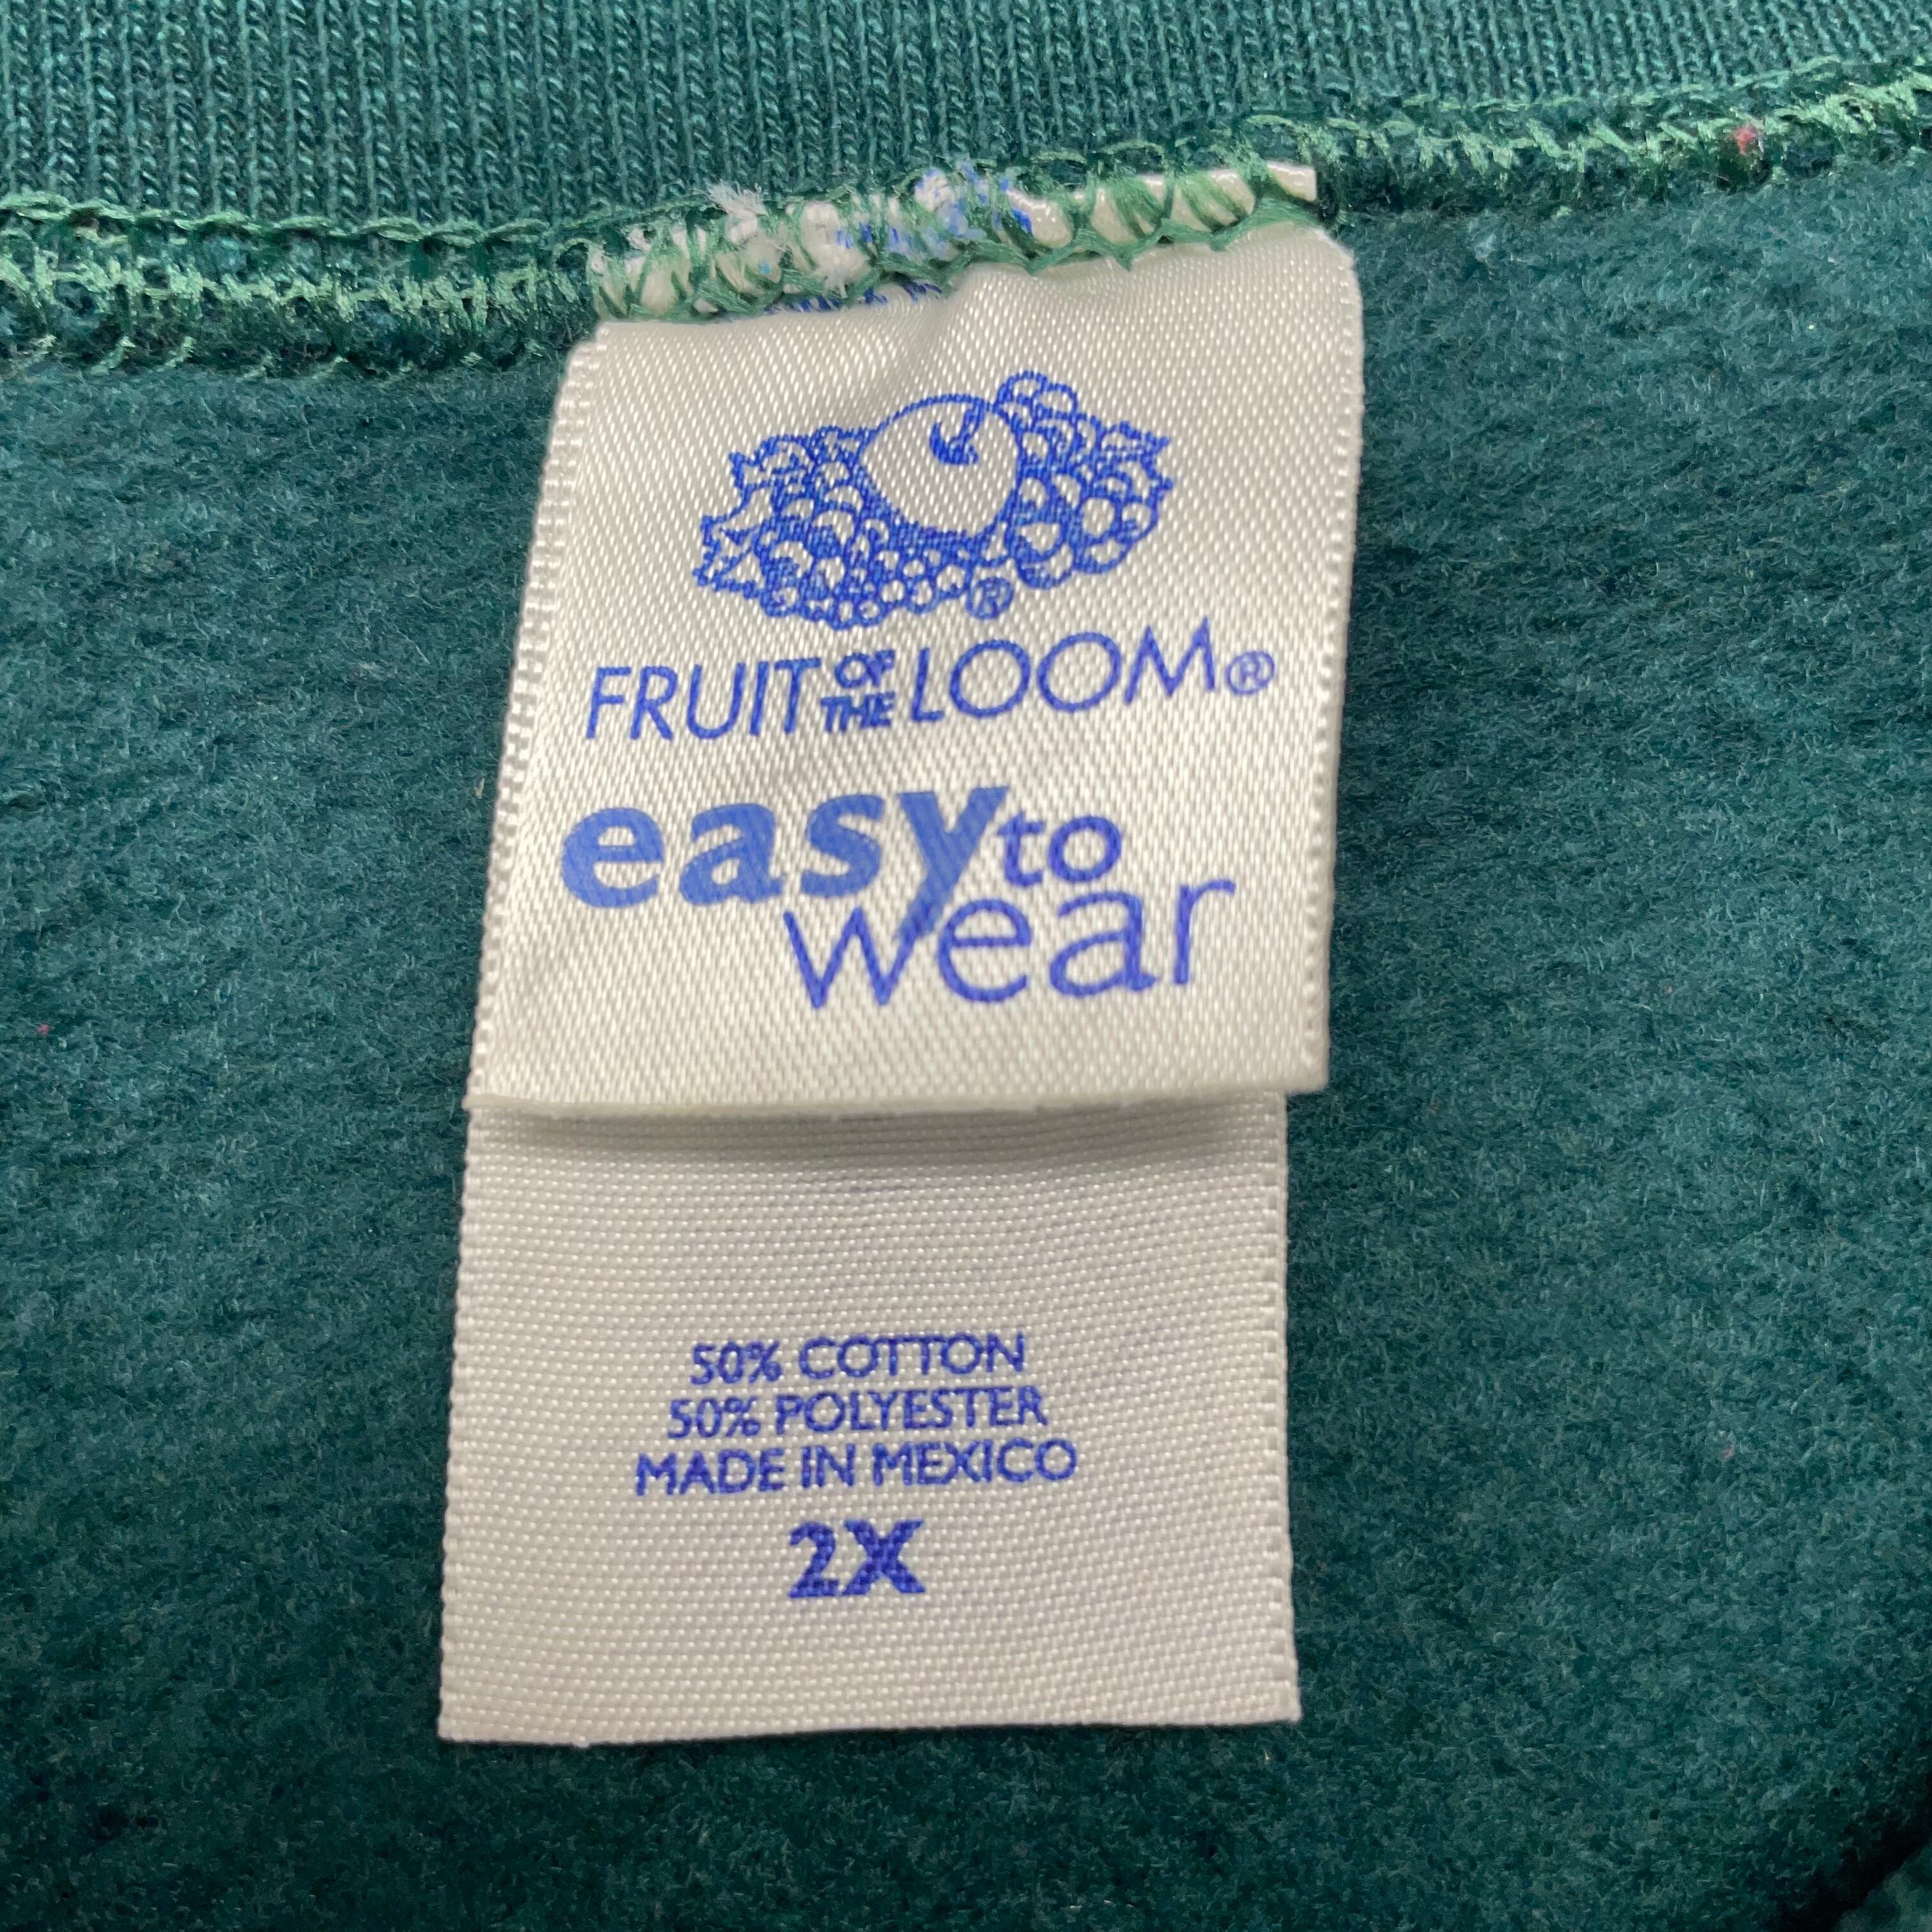 ®
FRUIT OF THE LOOM®
easy to
wear
50% COTTON
50% POLYESTER
MADE IN MEXICO
2X